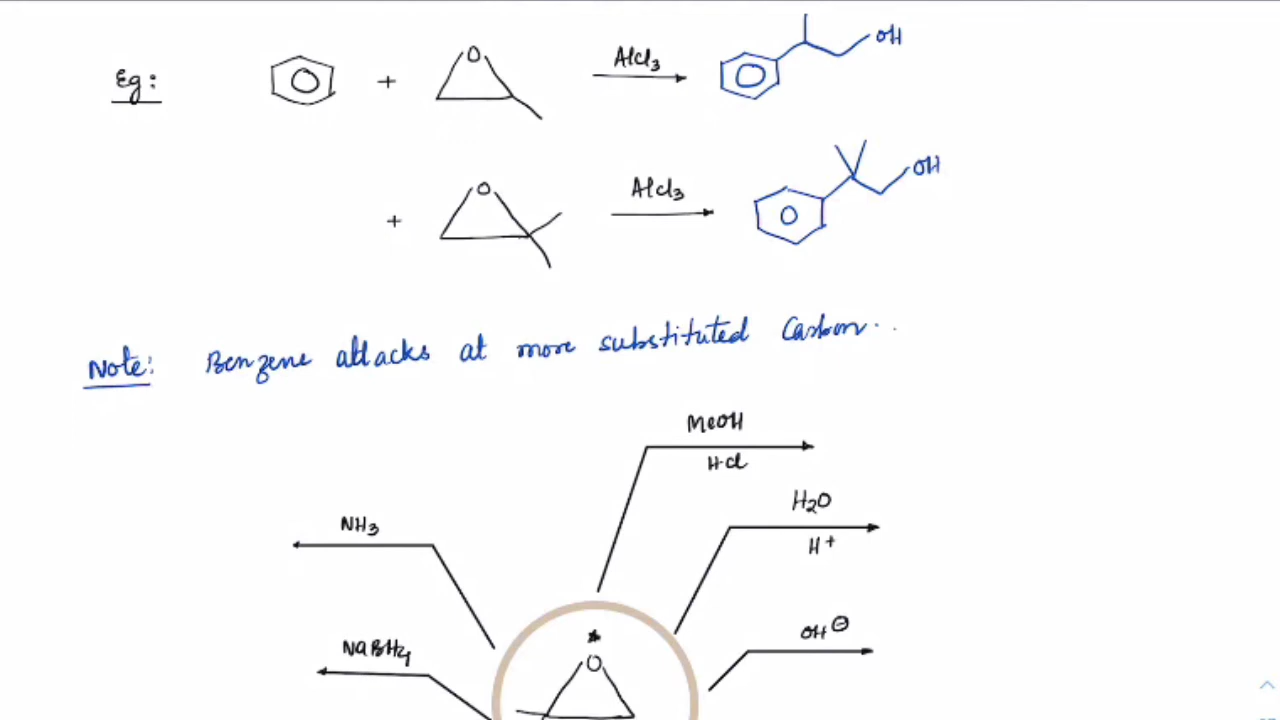 Eg:
+
O
AlCl3
OH
+
O
AlCl3
OH
Note: Benzene attacks at more substituted Carbon..
MeOH
HCl
H2O
H+
NH3
OH⊖
NaBH4
*
O